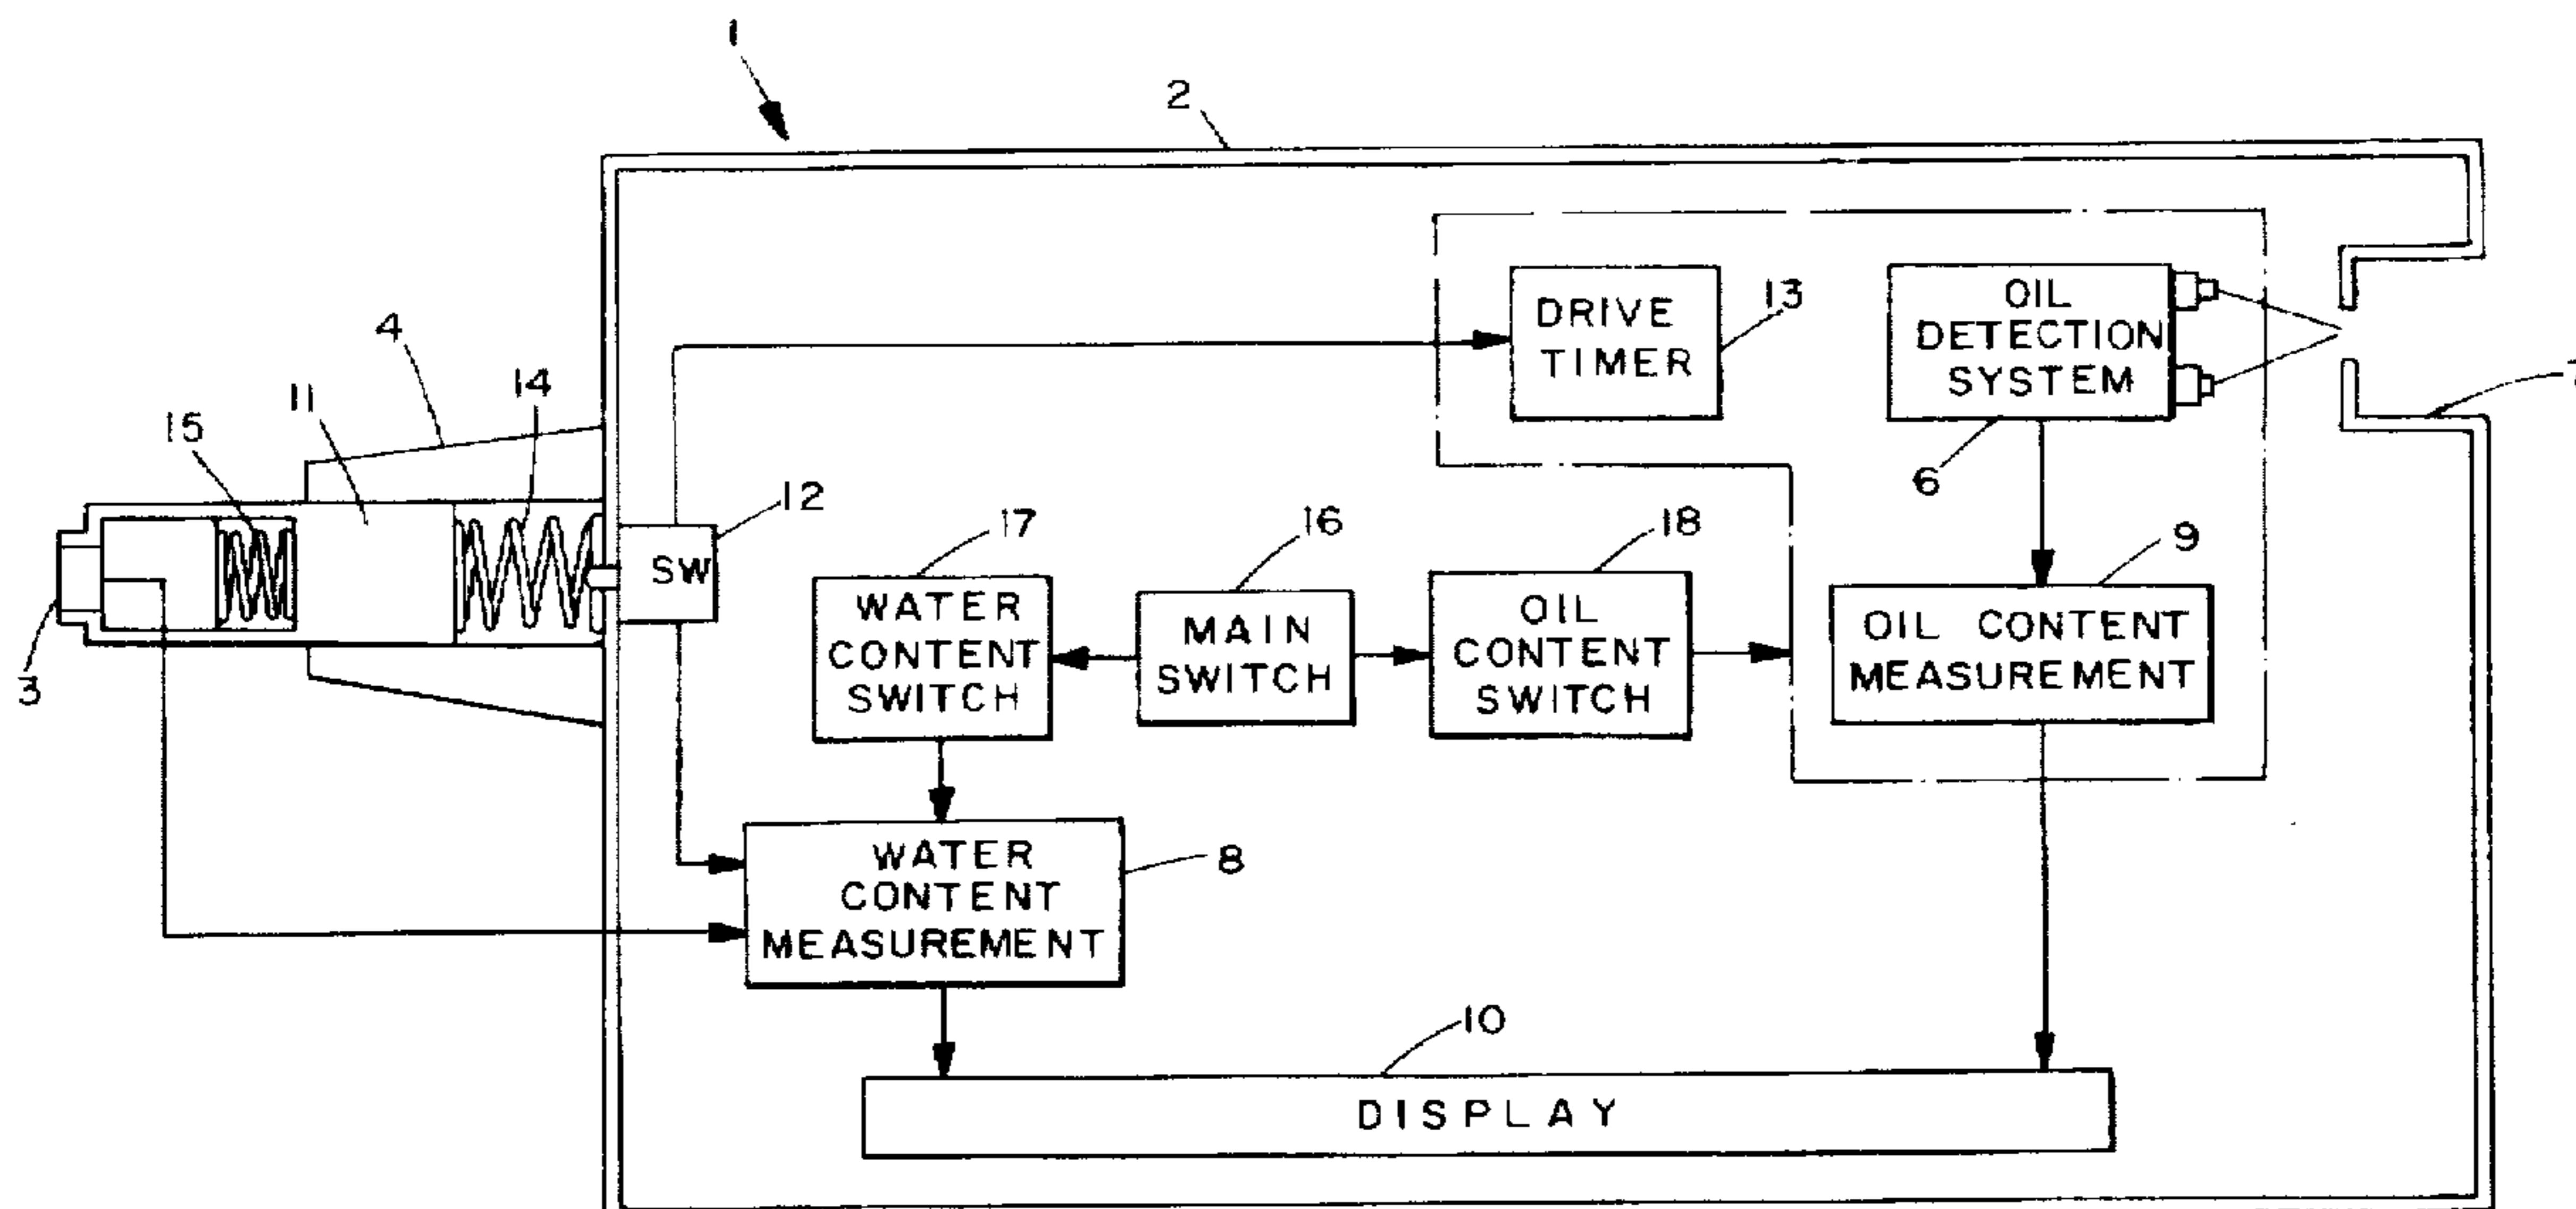 1
2
4
14
11
15
3
12
SW
DRIVE
TIMER
13
OIL
DETECTION
SYSTEM
6
7
17
WATER
CONTENT
SWITCH
16
MAIN
SWITCH
18
OIL
CONTENT
SWITCH
9
OIL CONTENT
MEASUREMENT
WATER
CONTENT
MEASUREMENT
8
10
DISPLAY